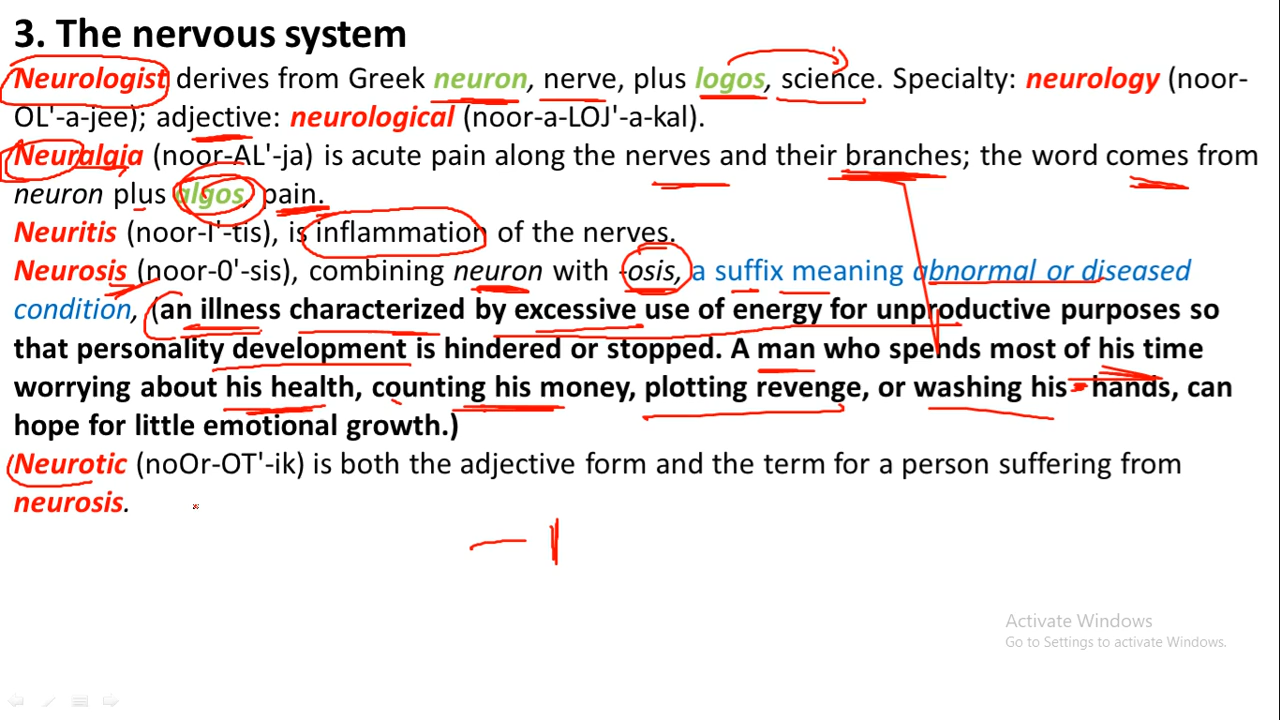 3. The nervous system
Neurologist derives from Greek neuron, nerve, plus logos, science. Specialty: neurology (noor-
OL'-a-jee); adjective: neurological (noor-a-LOJ'-a-kal).
Neuralgia (noor-AL'-ja) is acute pain along the nerves and their branches; the word comes from
neuron plus algos, pain.
Neuritis (noor-I'-tis), is inflammation of the nerves.
Neurosis (noor-0'-sis), combining neuron with -osis, a suffix meaning abnormal or diseased
condition, (an illness characterized by excessive use of energy for unproductive purposes so
that personality development is hindered or stopped. A man who spends most of his time
worrying about his health, counting his money, plotting revenge, or washing his hands, can
hope for little emotional growth.)
Neurotic (noOr-OT'-ik) is both the adjective form and the term for a person suffering from
neurosis.
Activate Windows
Go to Settings to activate Windows.